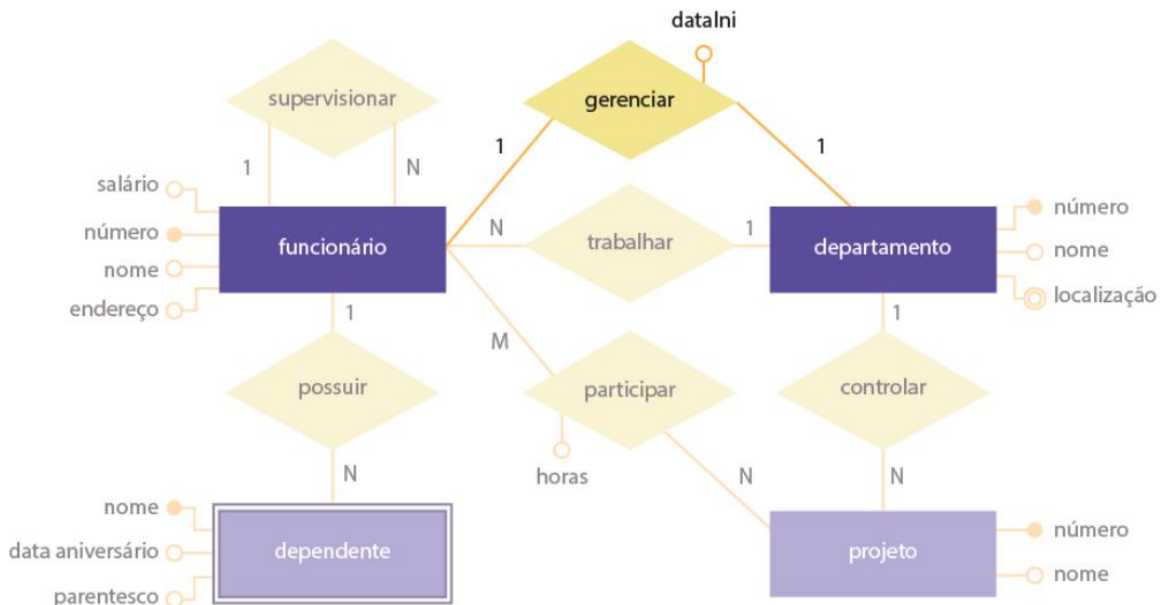 dataIni
supervisionar
gerenciar
1
N
1
1
salário
número
nome
endereço
funcionário
N
trabalhar
1
departamento
número
nome
localização
1
M
1
possuir
participar
controlar
horas
N
N
N
nome
data aniversário
parentesco
dependente
projeto
número
nome